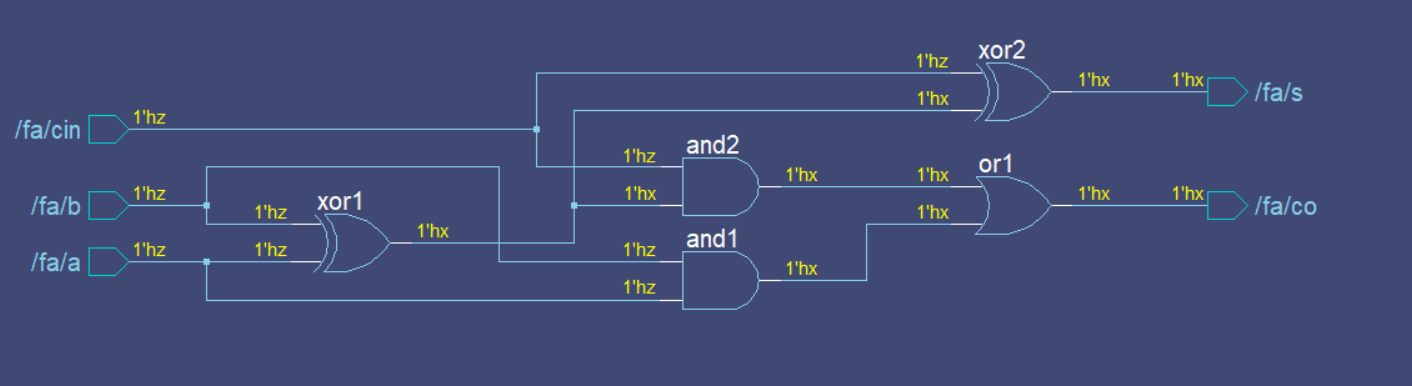 xor2
1'hz
1'hx
1'hx
1'hx
/fa/s
/fa/cin
1'hz
and2
1'hz
1'hx
1'hx
or1
1'hx
1'hx
1'hx
1'hx
/fa/co
/fa/b
1'hz
xor1
1'hz
1'hz
1'hx
/fa/a
1'hz
and1
1'hz
1'hz
1'hx